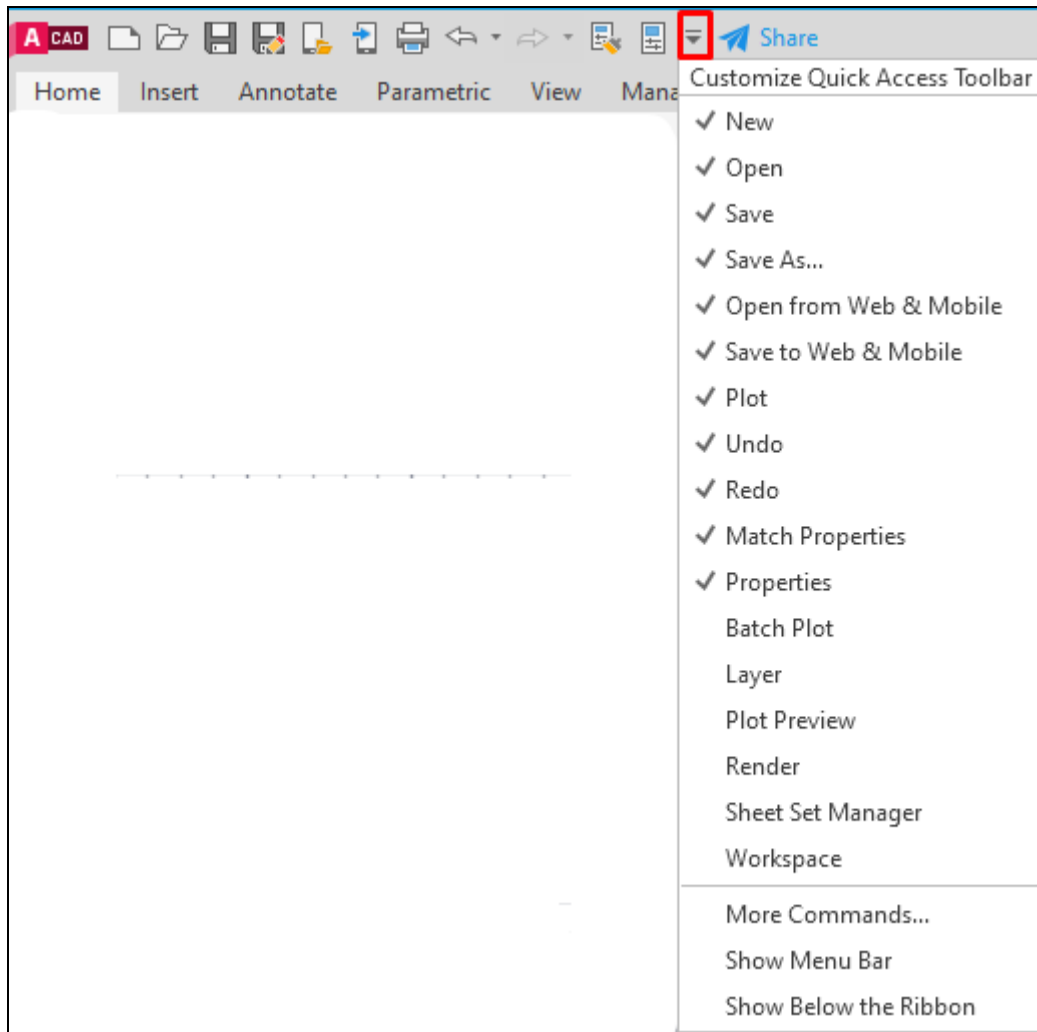 A CAD Share
Home Insert Annotate Parametric View
Customize Quick Access Toolbar
New
Open
Save
Save As...
Open from Web & Mobile
Save to Web & Mobile
Plot
Undo
Redo
Match Properties
Properties
Batch Plot
Layer
Plot Preview
Render
Sheet Set Manager
Workspace
More Commands...
Show Menu Bar
Show Below the Ribbon